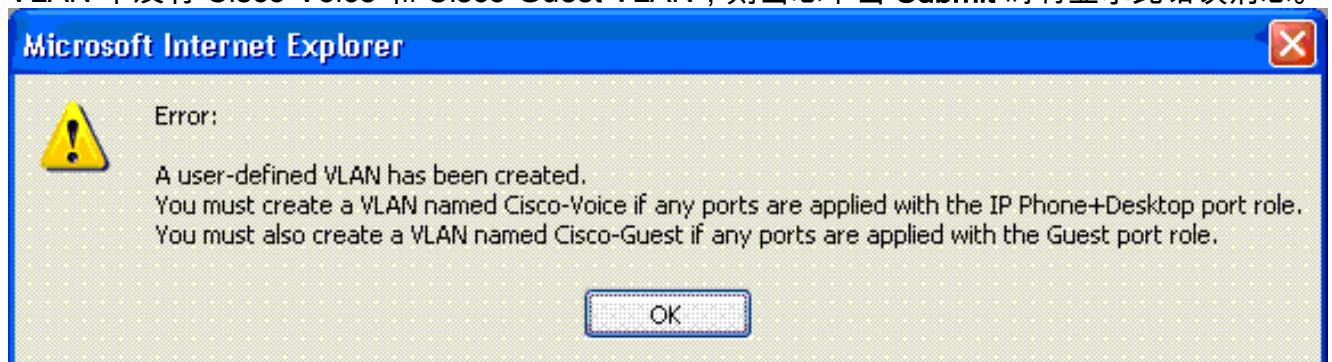 Microsoft Internet Explorer
Error:
A user-defined VLAN has been created.
You must create a VLAN named Cisco-Voice if any ports are applied with the IP Phone+Desktop port role.
You must also create a VLAN named Cisco-Guest if any ports are applied with the Guest port role.
OK